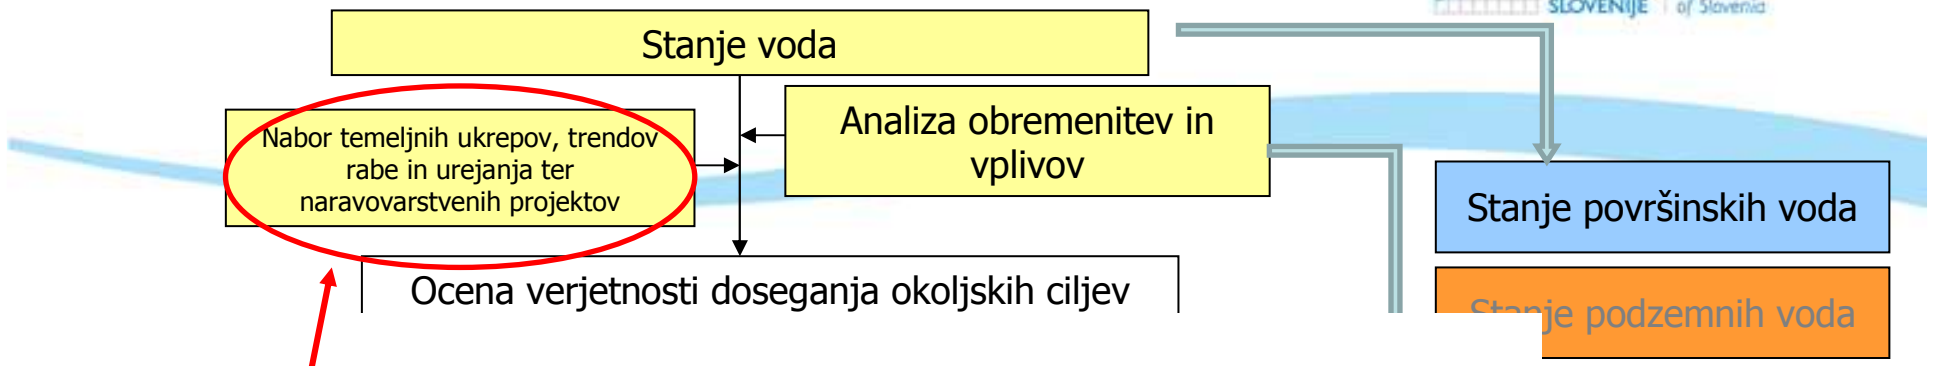 SLOVENIJE of Slovenia
Stanje voda
Nabor temeljnih ukrepov, trendov
rabe in urejanja ter
naravovarstvenih projektov
Analiza obremenitev in
vplivov
Stanje površinskih voda
Ocena verjetnosti doseganja okoljskih ciljev
Stanje podzemnih voda